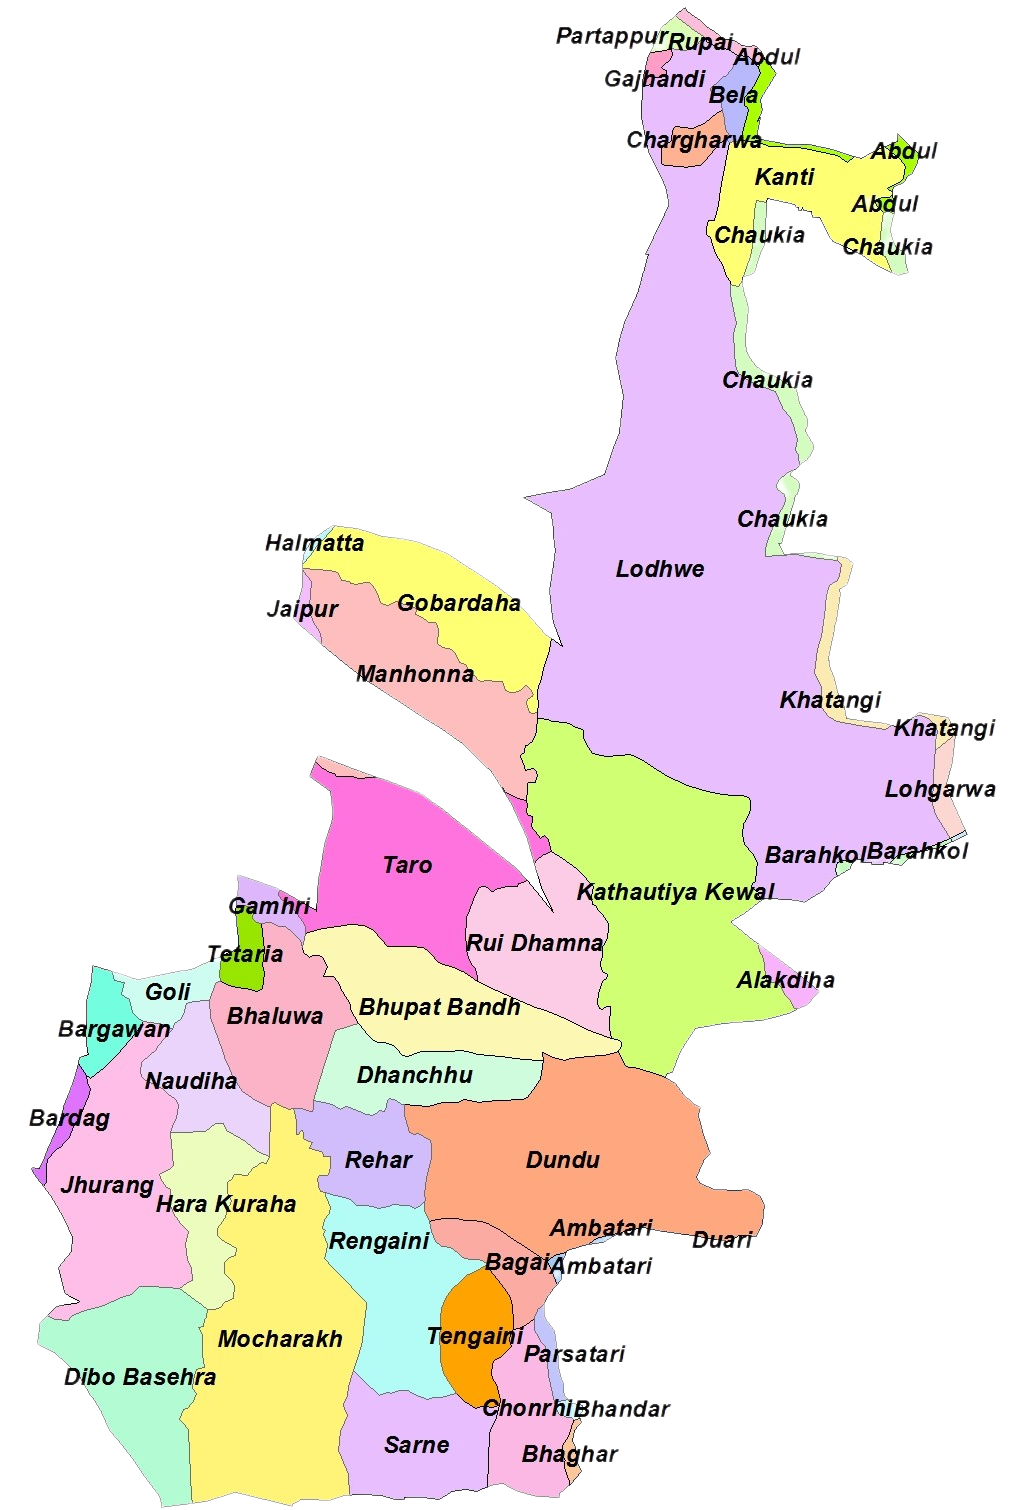 Partappur
Rupai
Abdul
Gajhandi
Bela
Chargharwa
Abdul
Kanti
Abdul
Chaukia
Chaukia
Chaukia
Chaukia
Halmatta
Lodhwe
Gobardaha
Jaipur
Manhonna
Khatangi
Khatangi
Lohgarwa
Barahkol
Barahkol
Taro
Kathautiya Kewal
Gamhri
Rui Dhamna
Tetaria
Alakdiha
Goli
Bhupat Bandh
Bhaluwa
Bargawan
Dhanchhu
Naudiha
Bardag
Rehar
Dundu
Jhurang
Hara Kuraha
Ambatari
Rengaini
Duari
Bagai
Ambatari
Mocharakh
Tengaini
Parsatari
Dibo Basehra
Chonrhi
Bhandar
Sarne
Bhaghar